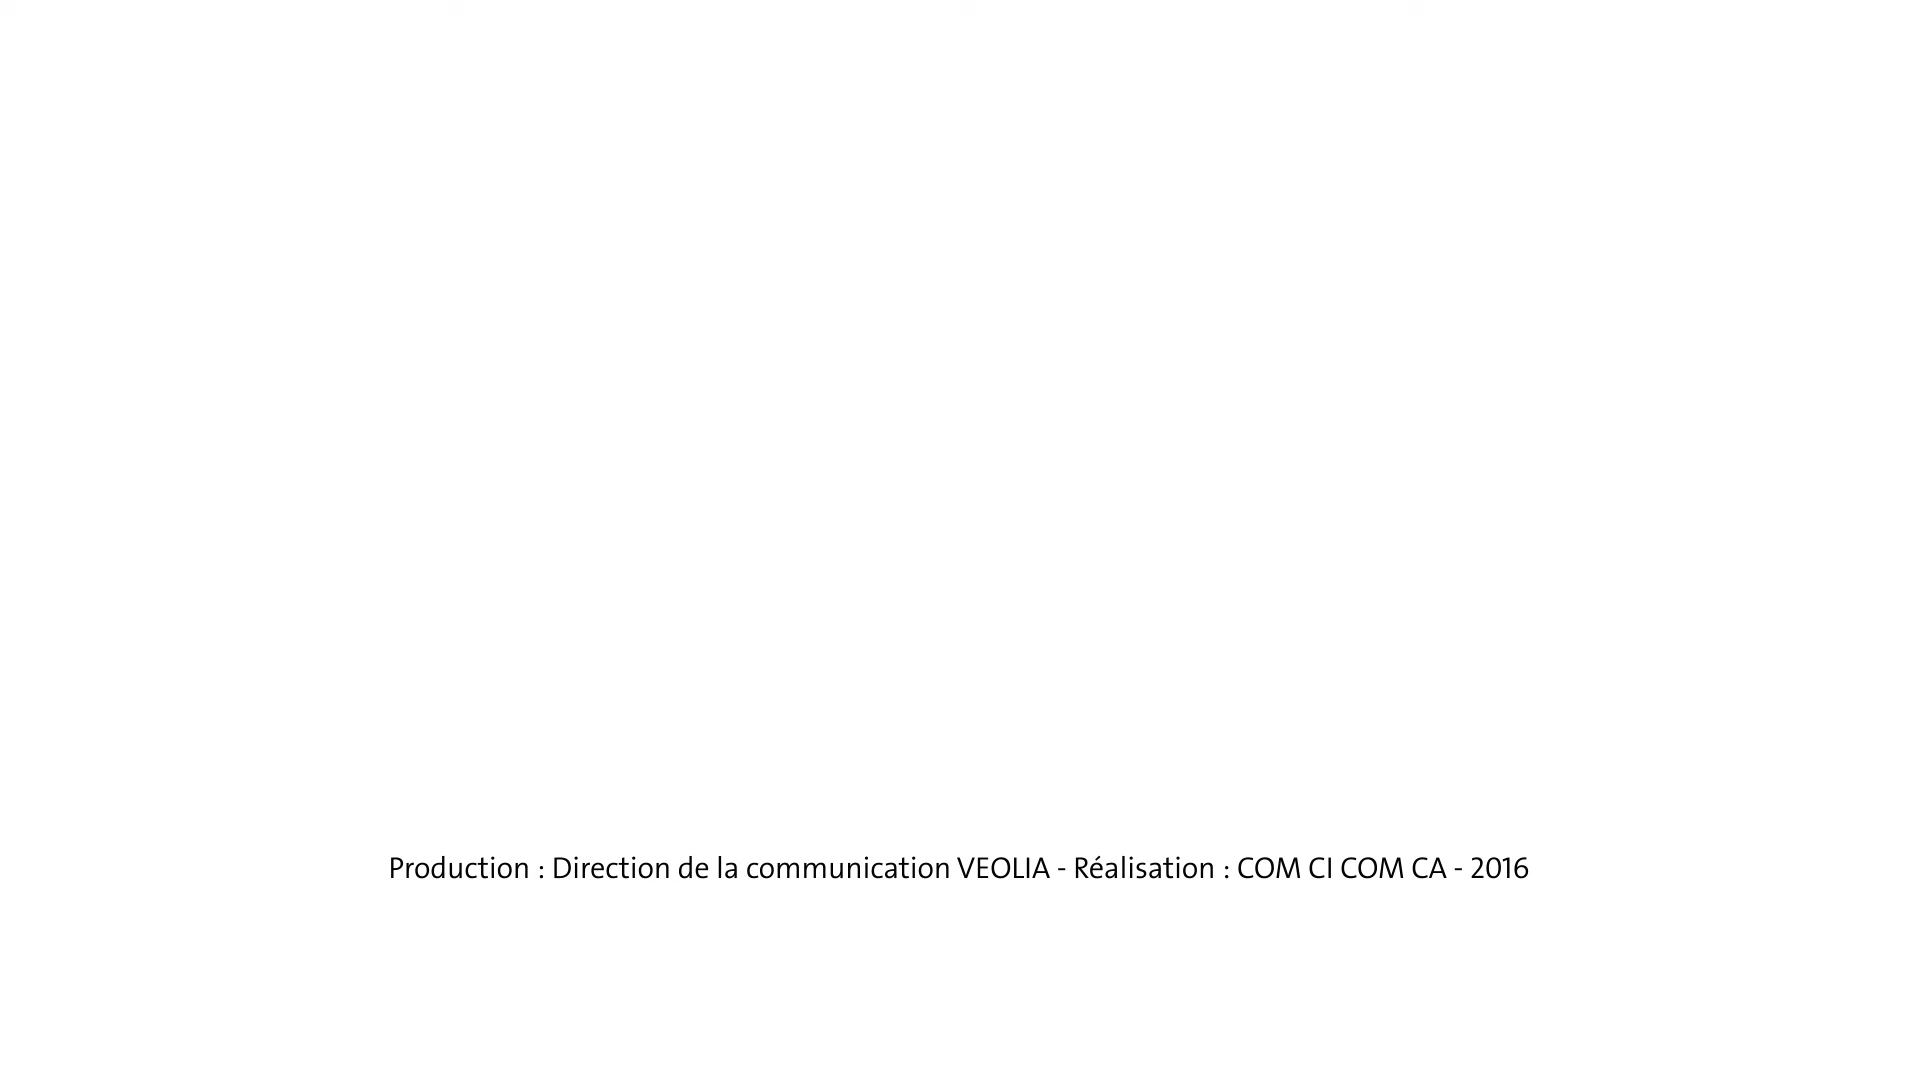 Production : Direction de la communication VEOLIA - Réalisation : COM CI COM CA - 2016